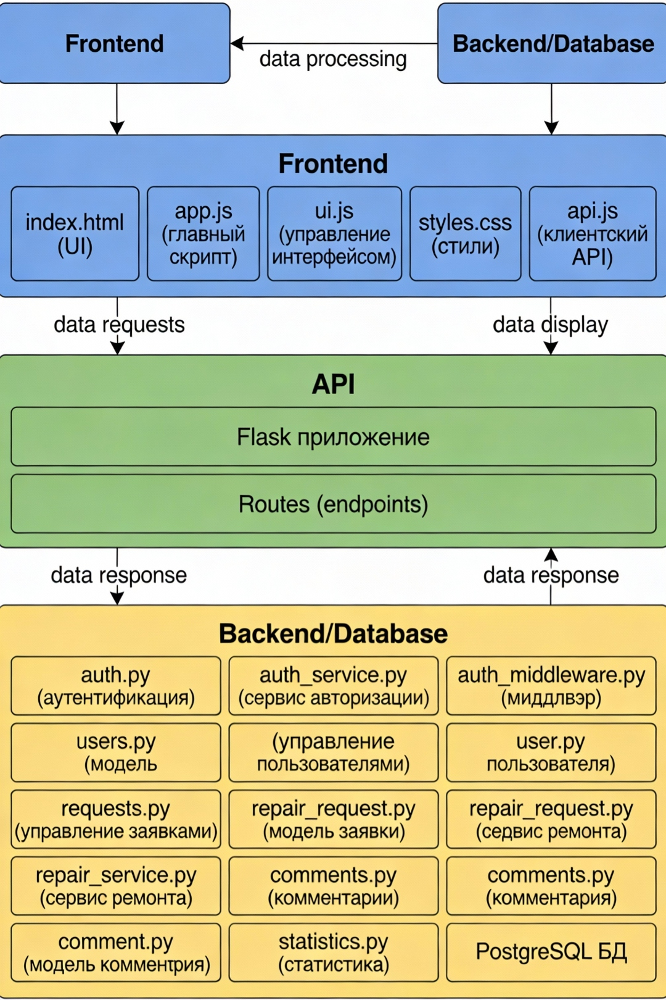 Frontend
Backend/Database
data processing
Frontend
index.html
(UI)
app.js
(главный
скрипт)
ui.js
(управление
интерфейсом)
styles.css
(стили)
api.js
(клиентский
API)
data requests
data display
API
Flask приложение
Routes (endpoints)
data response
data response
Backend/Database
auth.py
(аутентификация)
auth_service.py
(сервис авторизации)
auth_middleware.py
(миддлвэр)
users.py
(модель
(управление
пользователями)
user.py
пользователя)
requests.py
(управление заявками)
repair_request.py
(модель заявки)
repair_request.py
(седвис ремонта)
repair_service.py
(сервис ремонта)
comments.py
(комментарии)
comments.py
(комментария)
comment.py
(модель комментрия)
statistics.py
(статистика)
PostgreSQL БД